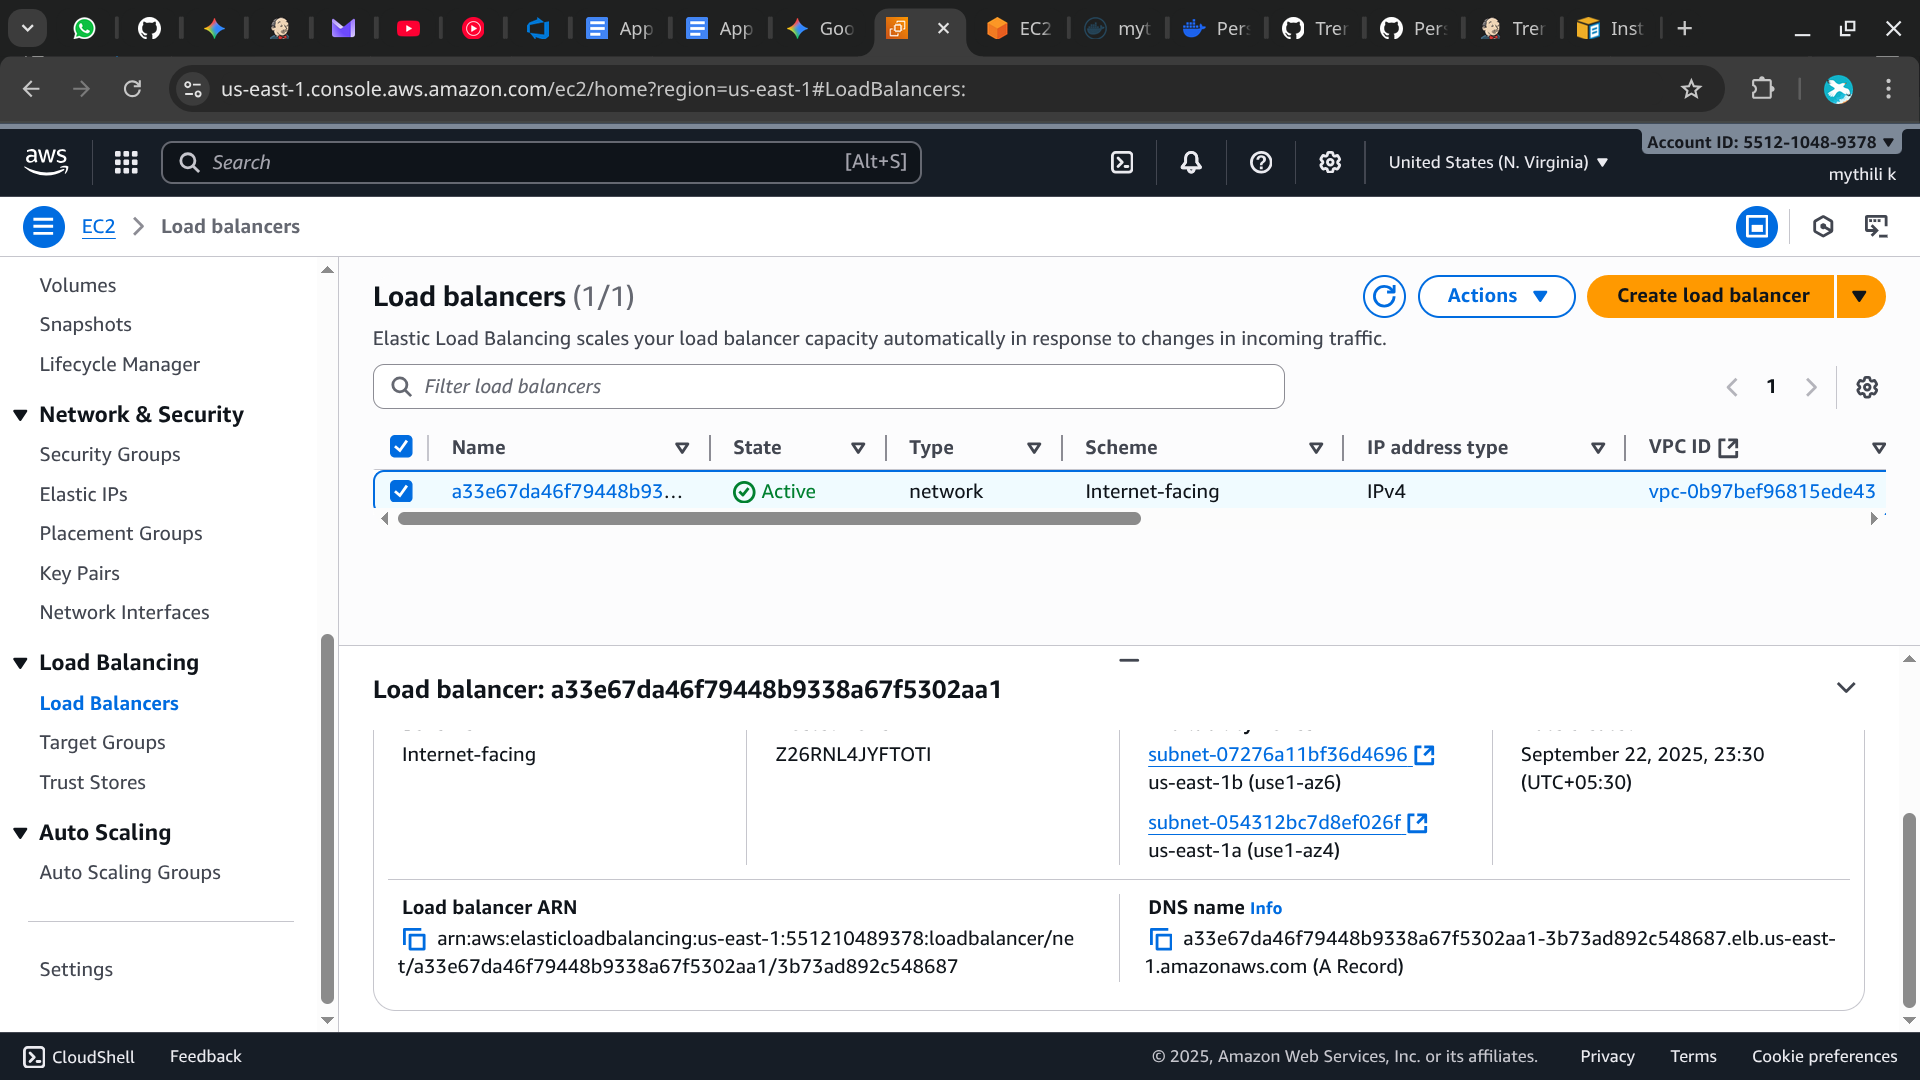 App
App
Goo
EC2
myt
Per
Trer
Per
Trer
Inst
us-east-1.console.aws.amazon.com/ec2/home?region=us-east-1#LoadBalancers:
aws
Search
[Alt+S]
United States (N. Virginia)
Account ID: 5512-1048-9378
mythili k
EC2
Load balancers
Volumes
Snapshots
Lifecycle Manager
Network & Security
Security Groups
Elastic IPs
Placement Groups
Key Pairs
Network Interfaces
Load Balancing
Load Balancers
Target Groups
Trust Stores
Auto Scaling
Auto Scaling Groups
Settings
Load balancers (1/1)
Actions
Create load balancer
Elastic Load Balancing scales your load balancer capacity automatically in response to changes in incoming traffic.
Filter load balancers
1
Name State Type Scheme IP address type VPC ID
a33e67da46f79448b93... Active network Internet-facing IPv4 vpc-0b97bef96815ede43
Load balancer: a33e67da46f79448b9338a67f5302aa1
Internet-facing
Z26RNL4JYFTOTI
subnet-07276a11bf36d4696
us-east-1b (use1-az6)
subnet-054312bc7d8ef026f
us-east-1a (use1-az4)
September 22, 2025, 23:30
(UTC+05:30)
Load balancer ARN
arn:aws:elasticloadbalancing:us-east-1:551210489378:loadbalancer/ne
t/a33e67da46f79448b9338a67f5302aa1/3b73ad892c548687
DNS name Info
a33e67da46f79448b9338a67f5302aa1-3b73ad892c548687.elb.us-east-
1.amazonaws.com (A Record)
CloudShell
Feedback
© 2025, Amazon Web Services, Inc. or its affiliates.
Privacy
Terms
Cookie preferences